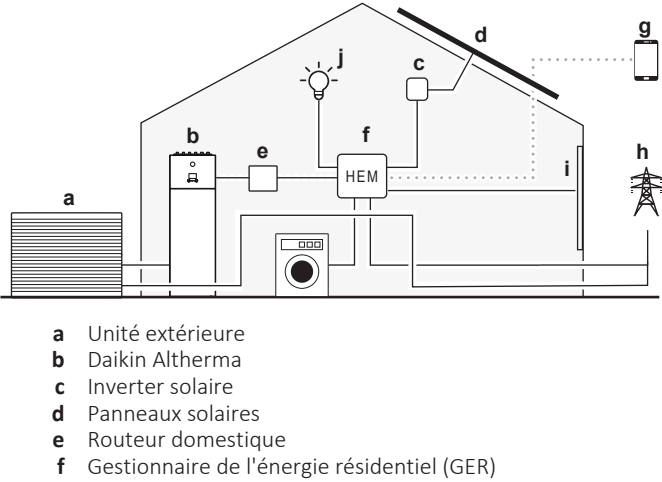 g
d
j
c
f
b
e
h
HEM
i
a
a Unité extérieure
b Daikin Altherma
c Inverter solaire
d Panneaux solaires
e Routeur domestique
f Gestionnaire de l'énergie résidentiel (GER)